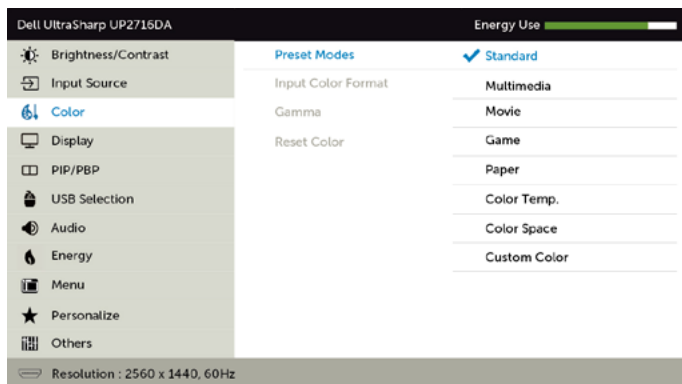 Dell UltraSharp UP2716DA
Energy Use
Brightness/Contrast
Input Source
Color
Display
PIP/PBP
USB Selection
Audio
Energy
Menu
Personalize
Others
Preset Modes
Input Color Format
Gamma
Reset Color
Standard
Multimedia
Movie
Game
Paper
Color Temp.
Color Space
Custom Color
Resolution : 2560 x 1440, 60Hz